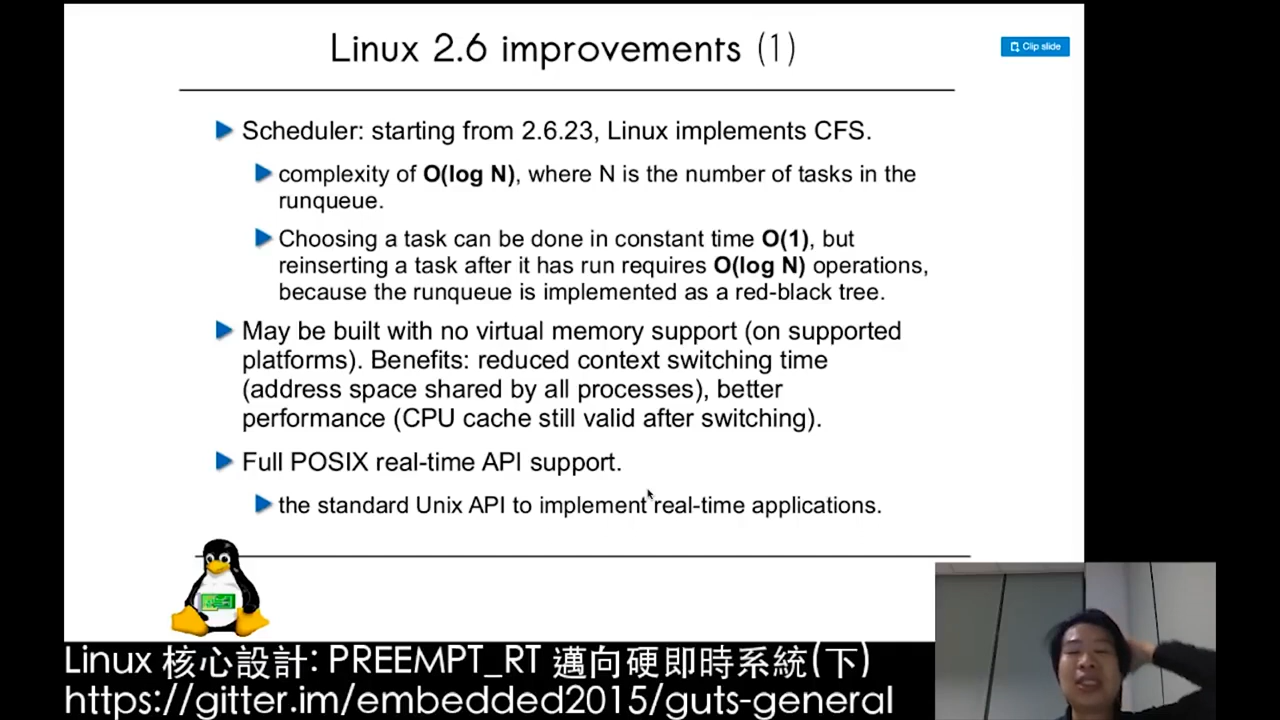 Linux 2.6 improvements (1)
Clip slide
Scheduler: starting from 2.6.23, Linux implements CFS.
complexity of O(log N), where N is the number of tasks in the
runqueue.
Choosing a task can be done in constant time O(1), but
reinserting a task after it has run requires O(log N) operations,
because the runqueue is implemented as a red-black tree.
May be built with no virtual memory support (on supported
platforms). Benefits: reduced context switching time
(address space shared by all processes), better
performance (CPU cache still valid after switching).
Full POSIX real-time API support.
the standard Unix API to implement real-time applications.
Linux 核心設計: PREEMPT_RT 邁向硬即時系統(下)
https://gitter.im/embedded2015/guts-general